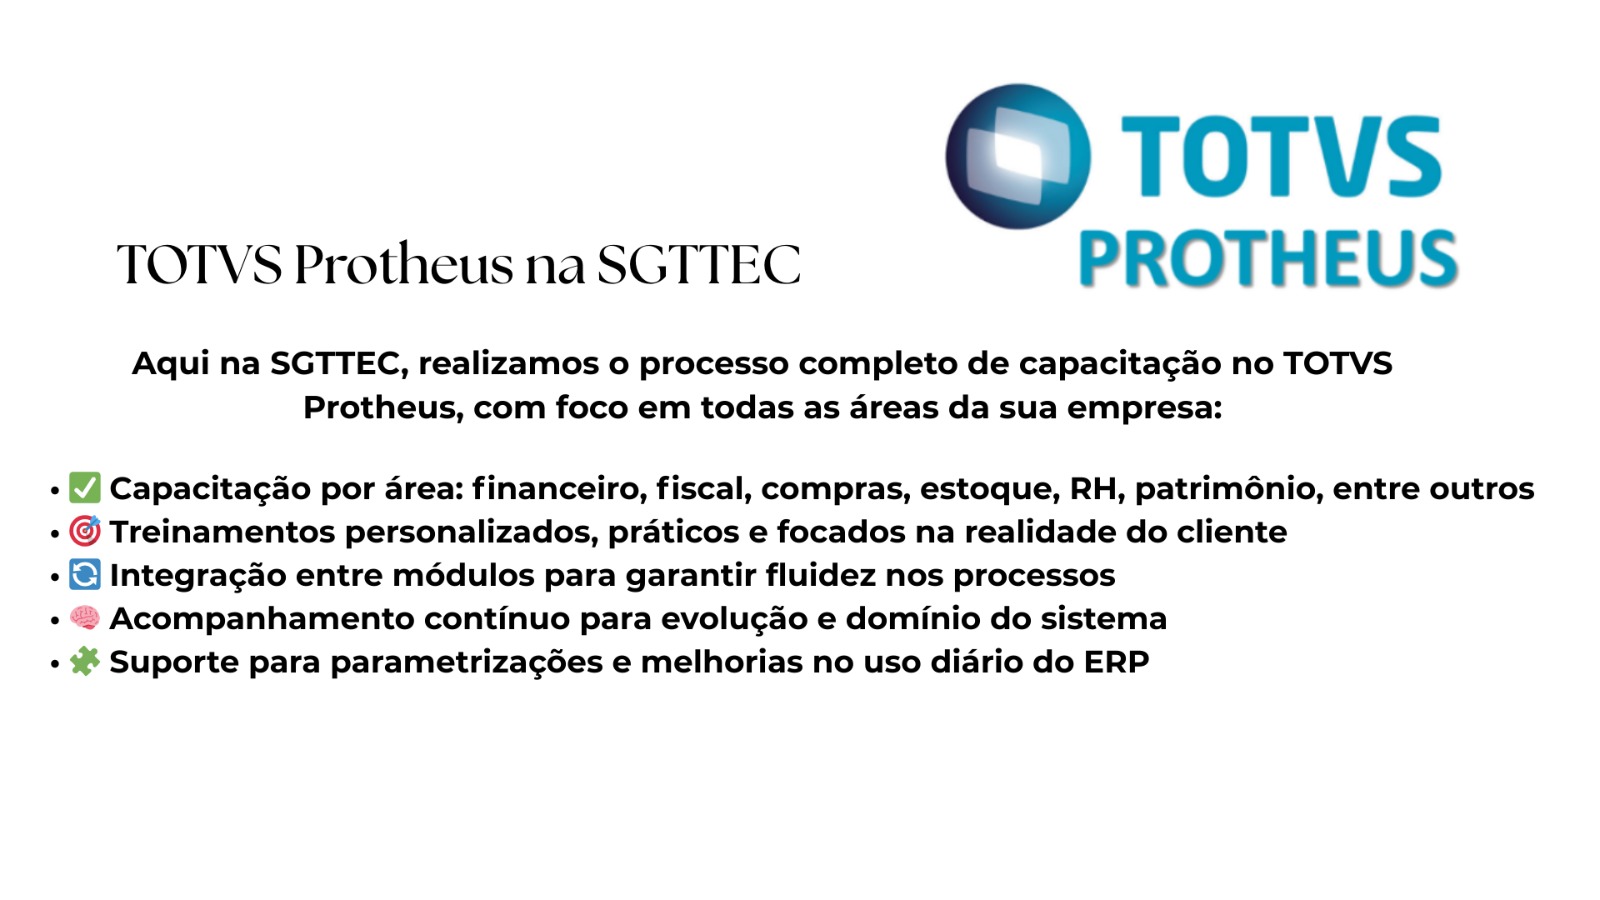 TOTVS
PROTHEUS
TOTVS Protheus na SGTTEC
Aqui na SGTTEC, realizamos o processo completo de capacitação no TOTVS
Protheus, com foco em todas as áreas da sua empresa:
• ✅ Capacitação por área: financeiro, fiscal, compras, estoque, RH, patrimônio, entre outros
• 🎯 Treinamentos personalizados, práticos e focados na realidade do cliente
• 🔄 Integração entre módulos para garantir fluidez nos processos
• 🧠 Acompanhamento contínuo para evolução e domínio do sistema
• 🧩 Suporte para parametrizações e melhorias no uso diário do ERP